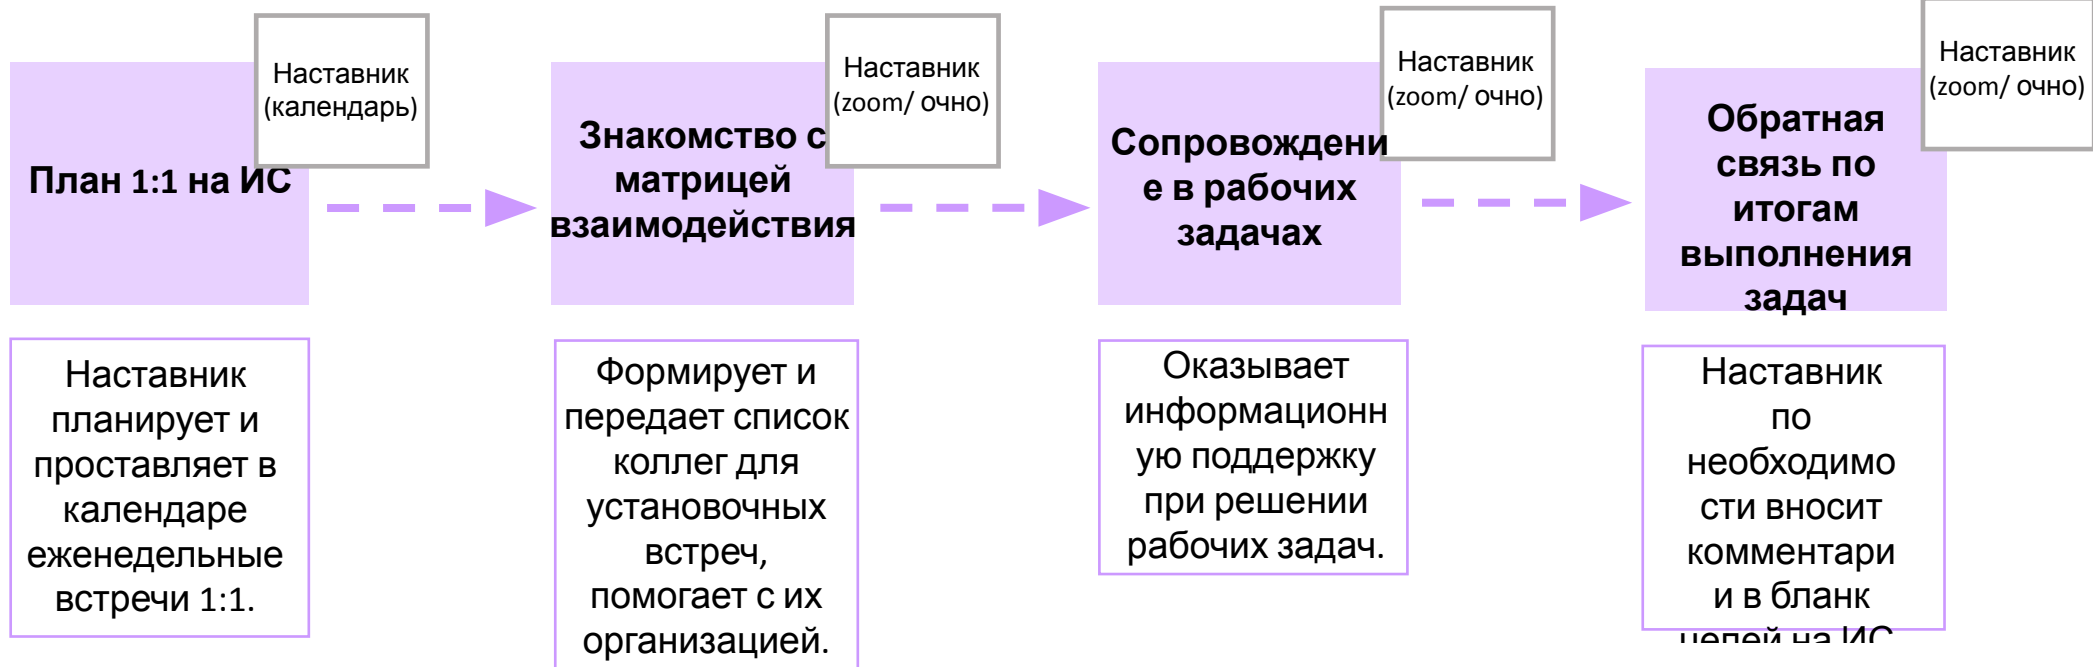 Наставник
(календарь)
План 1:1 на ИС
Наставник
планирует и
проставляет в
календаре
еженедельные
встречи 1:1.
Наставник
(zoom/ очно)
Знакомство с
матрицей
взаимодействия
Формирует и
передает список
коллег для
установочных
встреч,
помогает с их
организацией.
Наставник
(zoom/ очно)
Сопровождени
е в рабочих
задачах
Оказывает
информационн
ую поддержку
при решении
рабочих задач.
Наставник
(zoom/ очно)
Обратная
связь по
итогам
выполнения
задач
Наставник
по
необходимо
сти вносит
комментари
и в бланк
целей на ИС